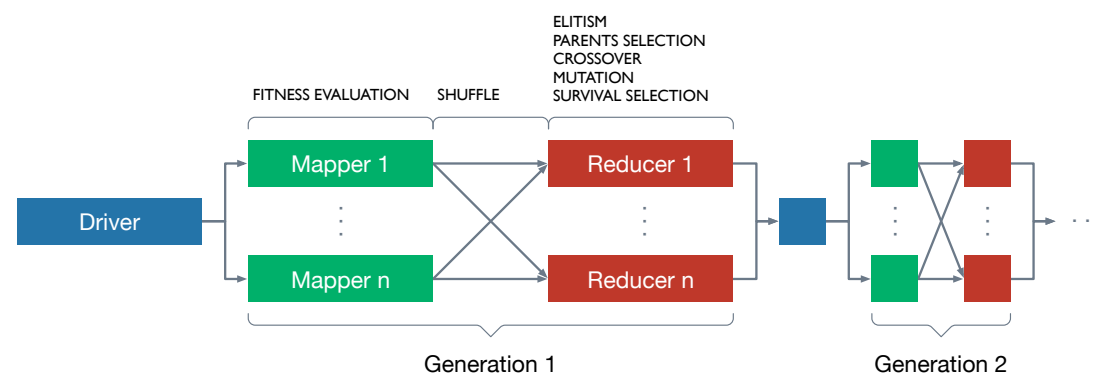 ELITISM
PARENTS SELECTION
CROSSOVER
MUTATION
SURVIVAL SELECTION
FITNESS EVALUATION
SHUFFLE
Mapper 1
Reducer 1
Driver
Mapper n
Reducer n
Generation 1
Generation 2